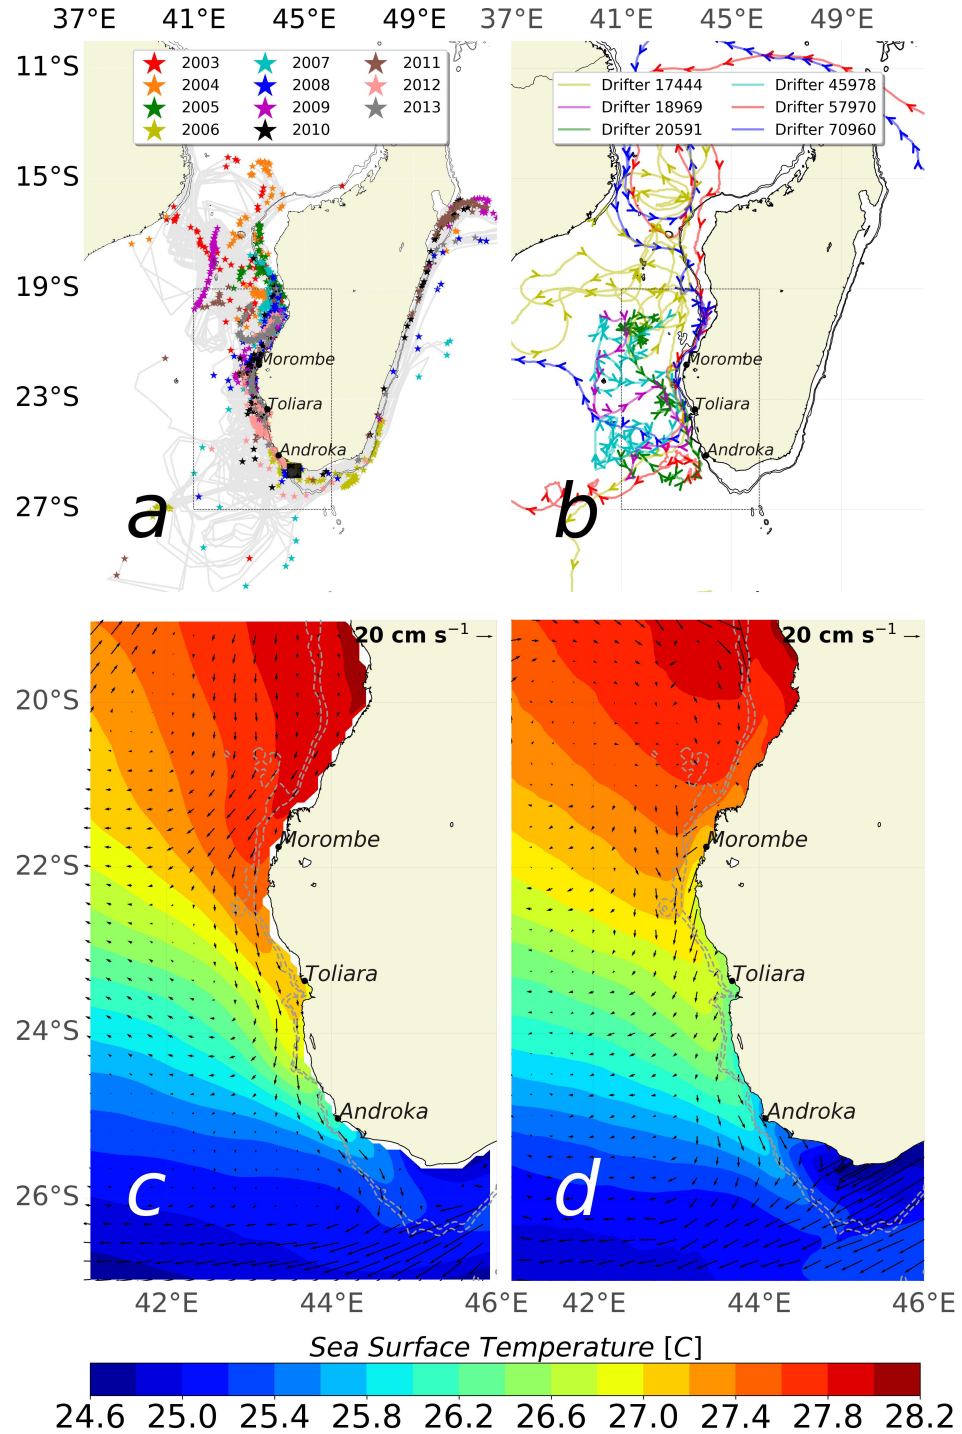 37°E 41°E 45°E 49°E 37°E 41°E 45°E 49°E
11°S
15°S
19°S
23°S
27°S
2003 2007 2011
2004 2008 2012
2005 2009 2013
2006 2010
Morombe
Toliara
Androka
a
Drifter 17444 Drifter 45978
Drifter 18969 Drifter 57970
Drifter 20591 Drifter 70960
Morombe
Toliara
Androka
b
20 cm s⁻¹
20°S
22°S
24°S
26°S
Morombe
Toliara
Androka
c
20 cm s⁻¹
Morombe
Toliara
Androka
d
42°E 44°E 46°E 42°E 44°E 46°E
Sea Surface Temperature [C]
24.6 25.0 25.4 25.8 26.2 26.6 27.0 27.4 27.8 28.2